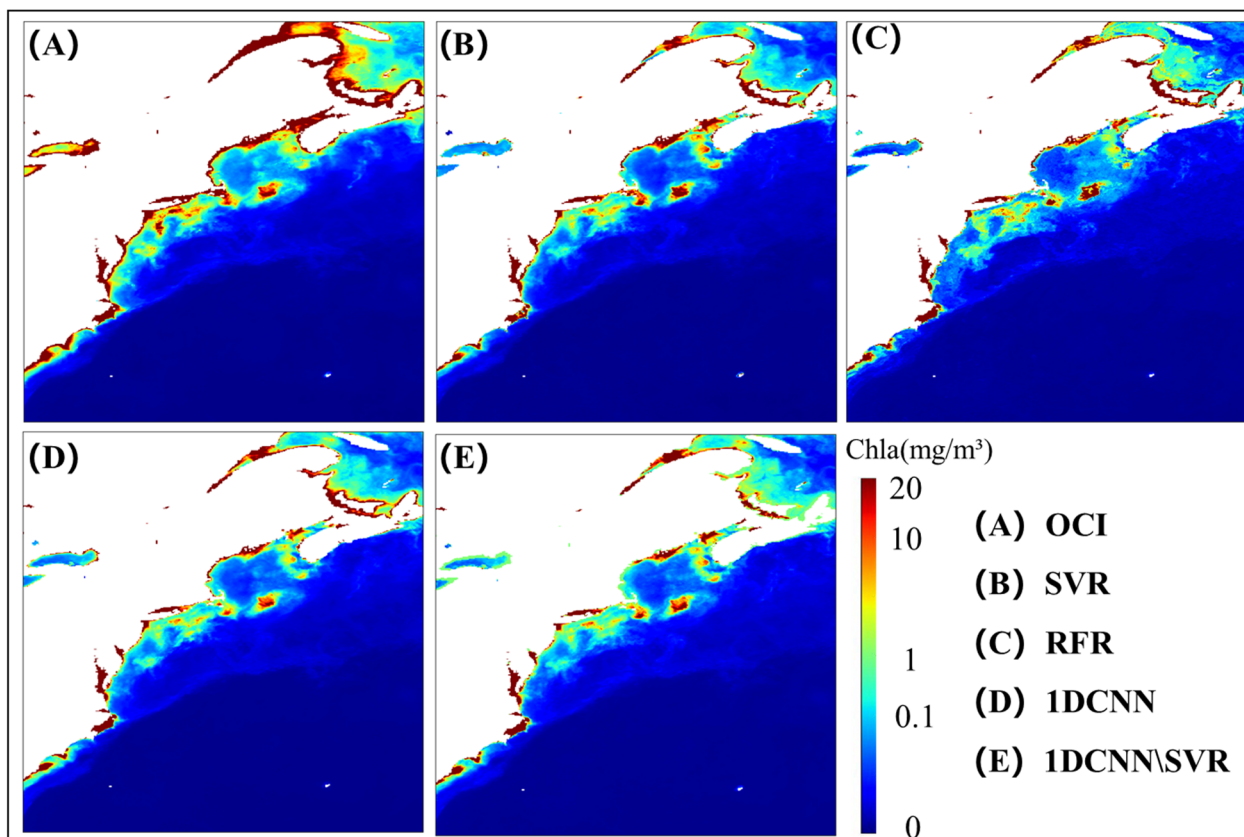 (A)
(B)
(C)
(D)
(E)
Chla(mg/m³)
20
10
1
0.1
0
(A) OCI
(B) SVR
(C) RFR
(D) 1DCNN
(E) 1DCNN\SVR